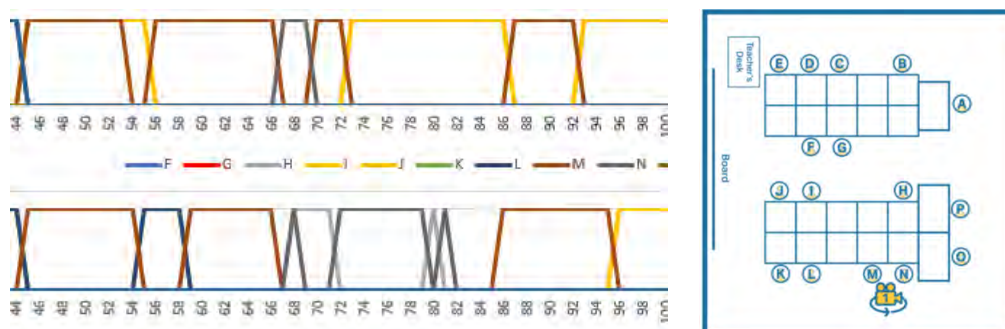 44 46 48 50 52 54 56 58 60 62 64 66 68 70 72 74 76 78 80 82 84 86 88 90 92 94 96 98 100
F G H I J K L M N
44 46 48 50 52 54 56 58 60 62 64 66 68 70 72 74 76 78 80 82 84 86 88 90 92 94 96 98 100
Teacher's
Desk
E D C B
A
F G
Board
J I H
P
O
K L M N
1